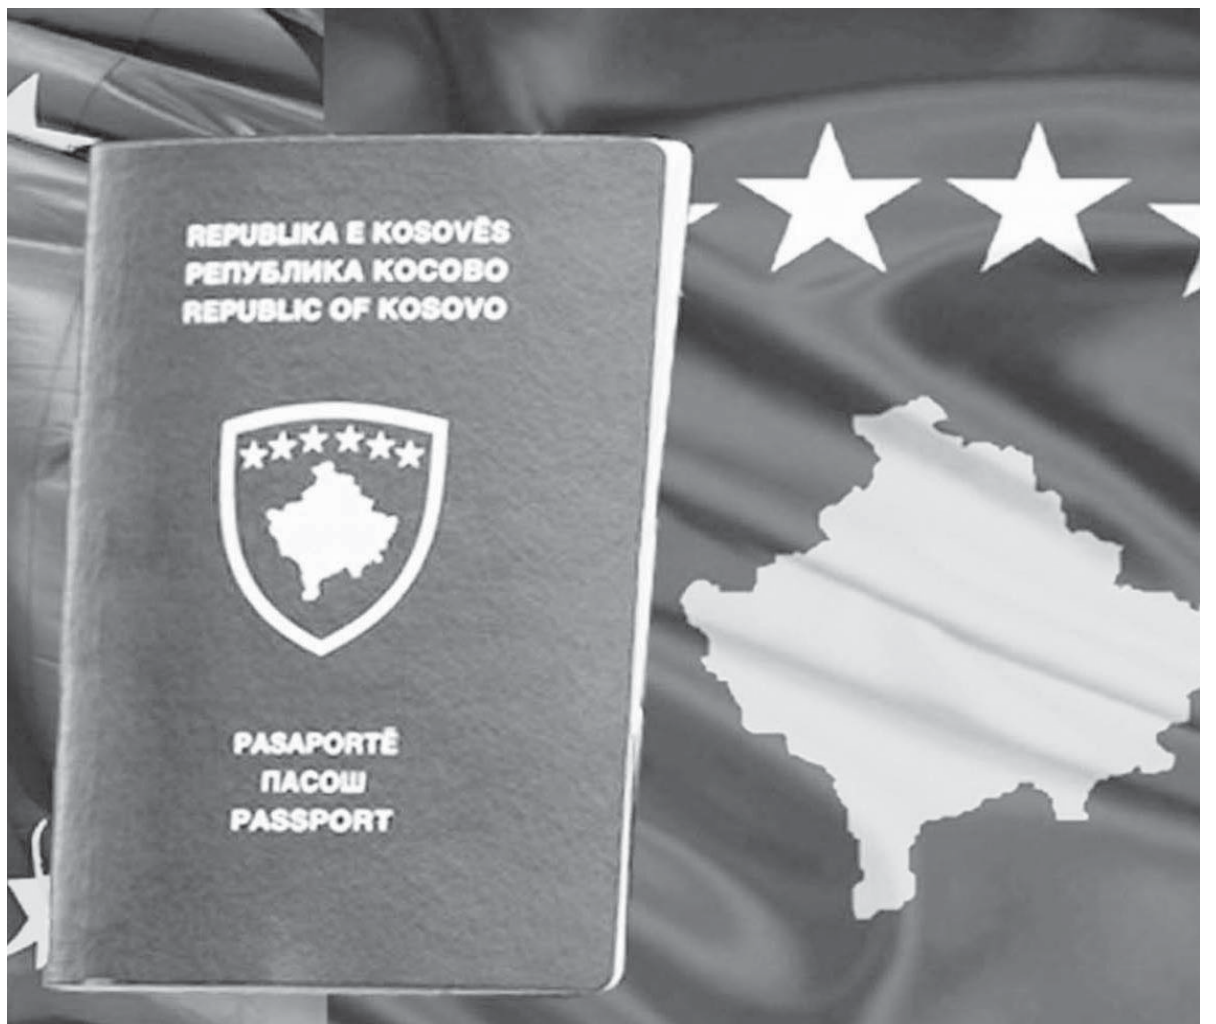 REPUBLIKA E KOSOVËS
РЕПУБЛИКА КОСОВО
REPUBLIC OF KOSOVO
PASAPORTË
ПАСОШ
PASSPORT